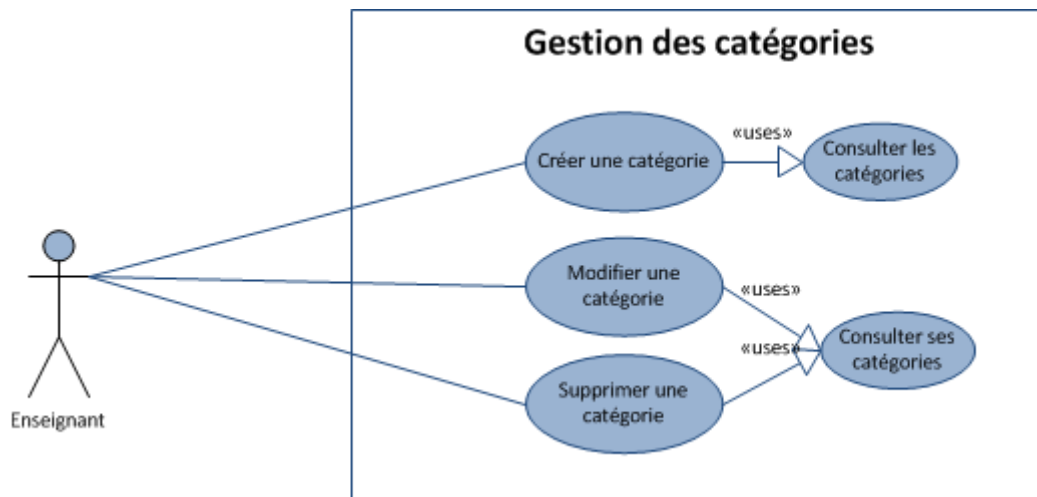 Gestion des catégories
«uses»
Créer une catégorie
Consulter les
catégories
Modifier une
catégorie
«uses»
Consulter ses
catégories
«uses»
Supprimer une
catégorie
Enseignant